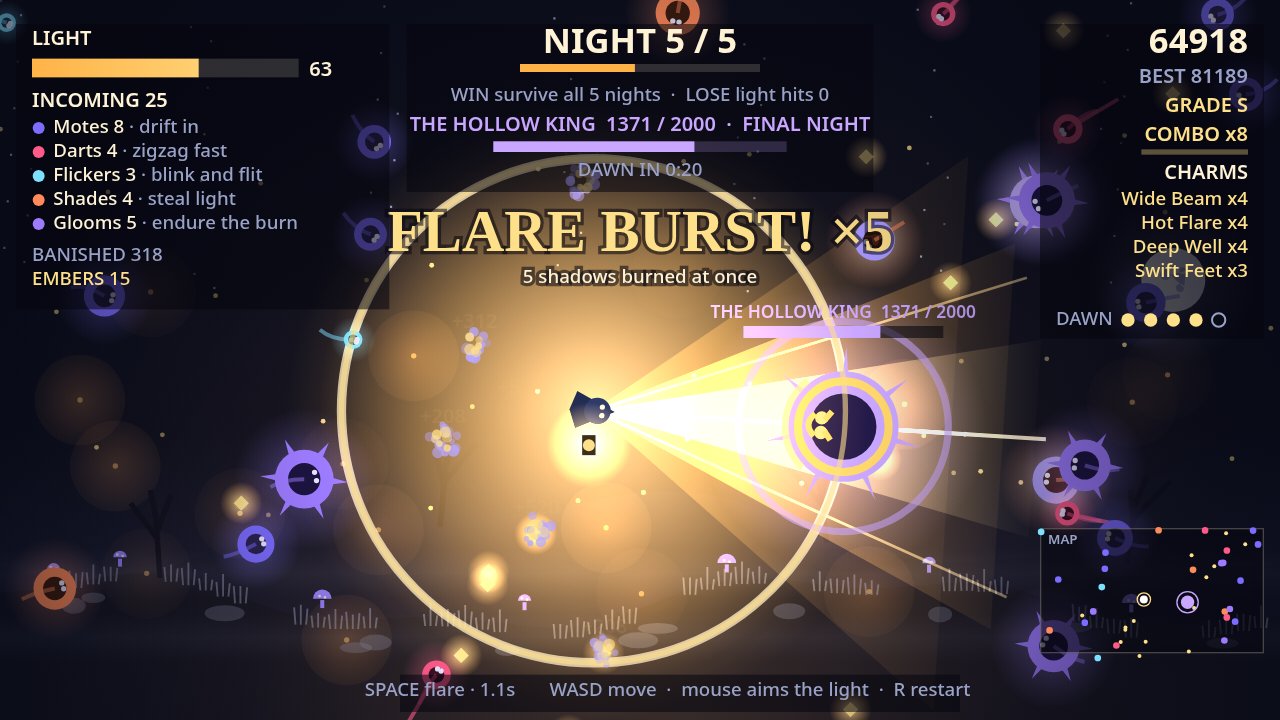 LIGHT
63
INCOMING 25
Motes 8 · drift in
Darts 4 · zigzag fast
Flickers 3 · blink and flit
Shades 4 · steal light
Glooms 5 · endure the burn
BANISHED 318
EMBERS 15
NIGHT 5 / 5
WIN survive all 5 nights · LOSE light hits 0
THE HOLLOW KING 1371 / 2000 · FINAL NIGHT
DAWN IN 0:20
FLARE BURST! ×5
5 shadows burned at once
64918
BEST 81189
GRADE S
COMBO x8
CHARMS
Wide Beam x4
Hot Flare x4
Deep Well x4
Swift Feet x3
DAWN
THE HOLLOW KING 1371 / 2000
+312
+208
MAP
SPACE flare · 1.1s WASD move · mouse aims the light · R restart